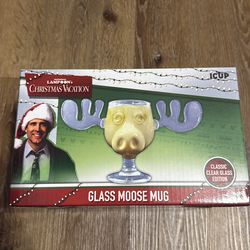 LAMPOON'S
CHRISTMAS VACATION
ICUP
CLASSIC
CLEAR GLASS
EDITION
GLASS MOOSE MUG